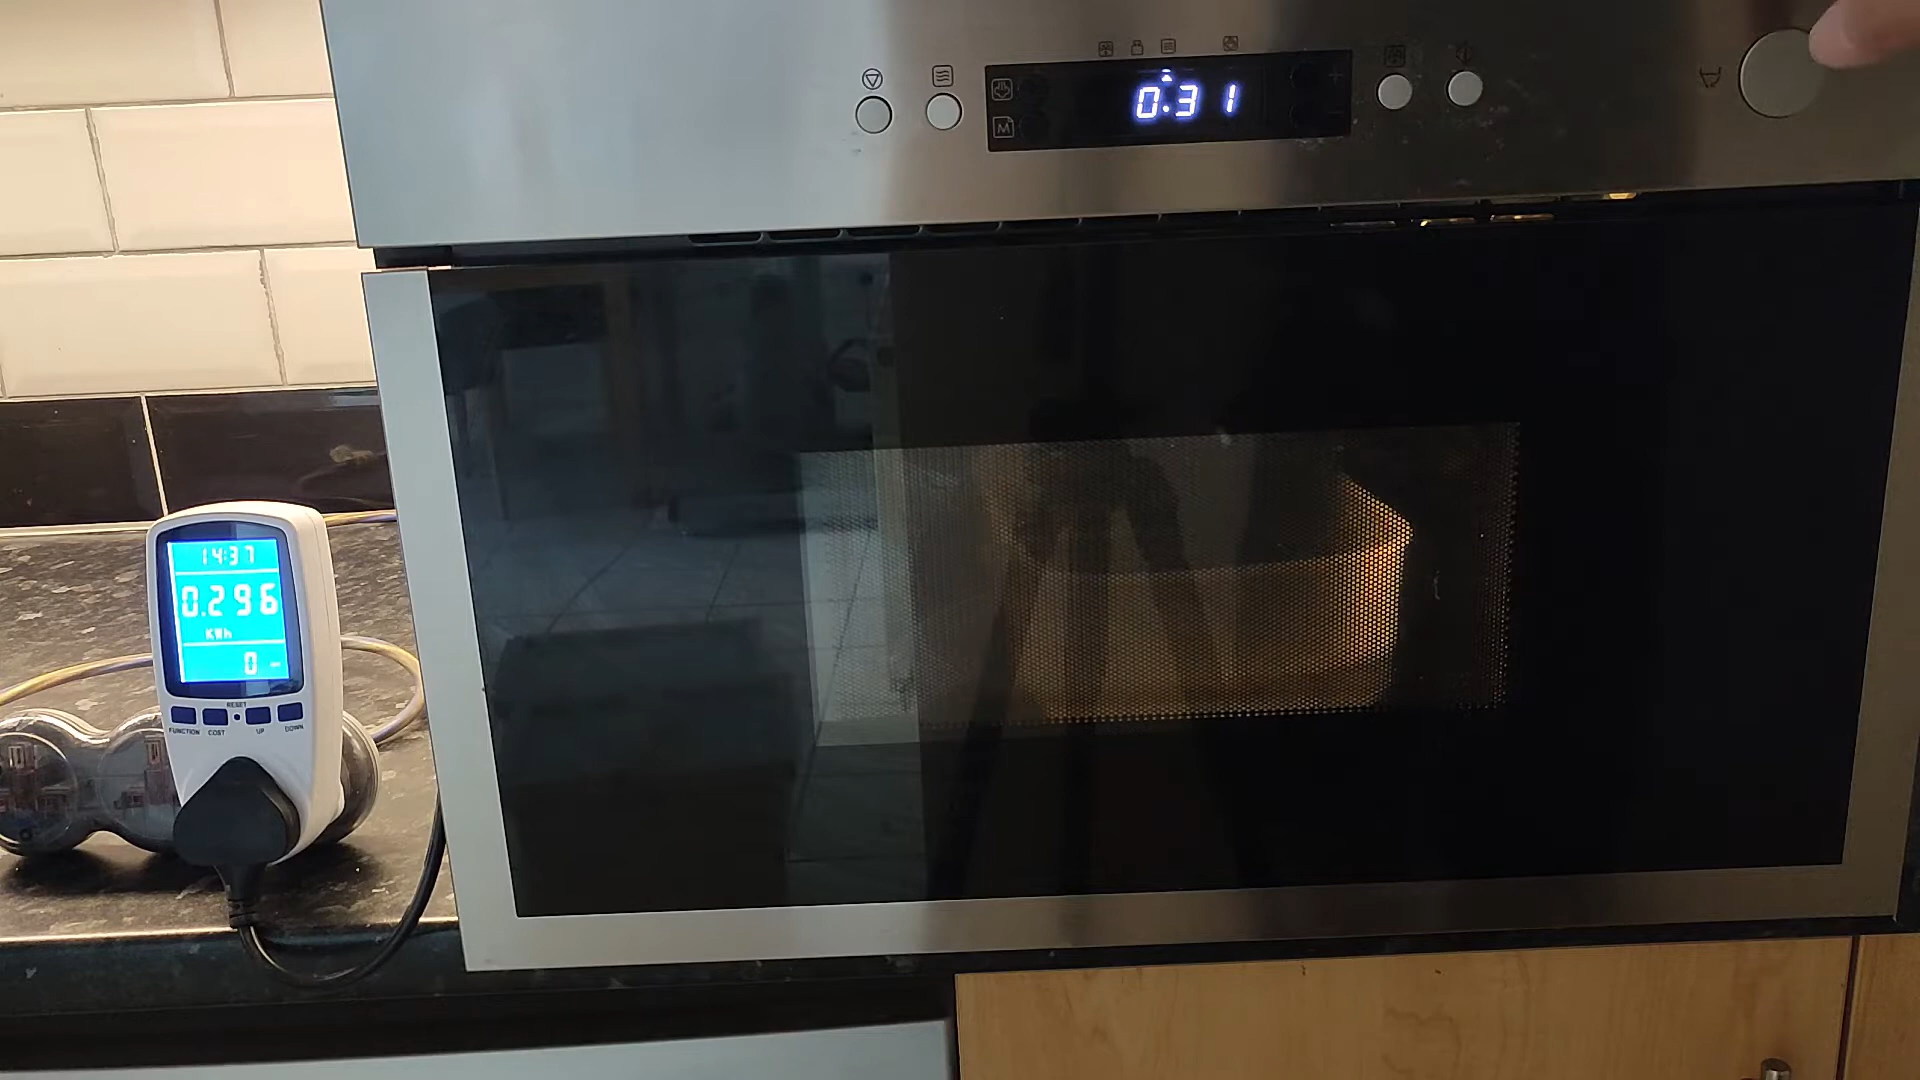 0.31
M
+
14:37
0.296
KWh
0
RESET
FUNCTION COST UP DOWN